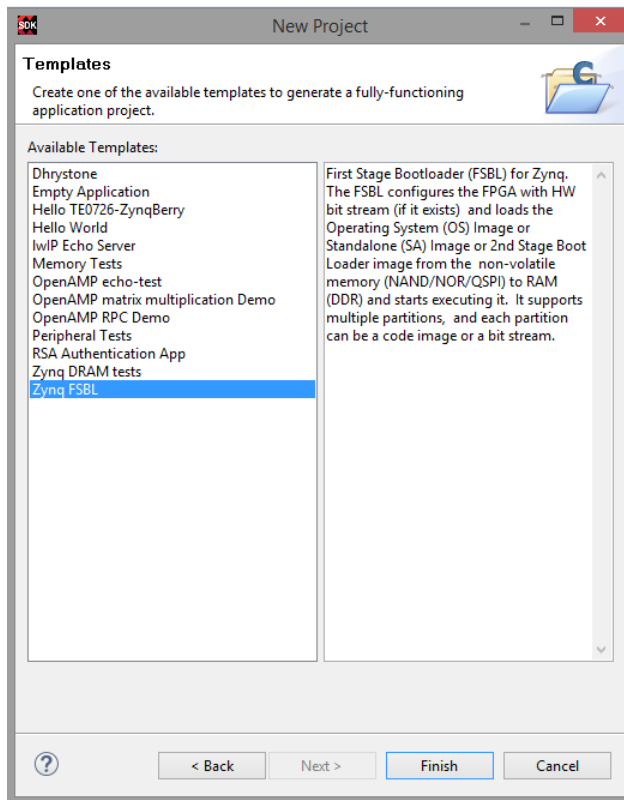 SDK
New Project
Templates
Create one of the available templates to generate a fully-functioning
application project.
C
Available Templates:
Dhrystone
Empty Application
Hello TE0726-ZynqBerry
Hello World
lwIP Echo Server
Memory Tests
OpenAMP echo-test
OpenAMP matrix multiplication Demo
OpenAMP RPC Demo
Peripheral Tests
RSA Authentication App
Zynq DRAM tests
Zynq FSBL
First Stage Bootloader (FSBL) for Zynq.
The FSBL configures the FPGA with HW
bit stream (if it exists)  and loads the
Operating System (OS) Image or
Standalone (SA) Image or 2nd Stage Boot
Loader image from the  non-volatile
memory (NAND/NOR/QSPI) to RAM
(DDR) and starts executing it.  It supports
multiple partitions,  and each partition
can be a code image or a bit stream.
?
< Back
Next >
Finish
Cancel